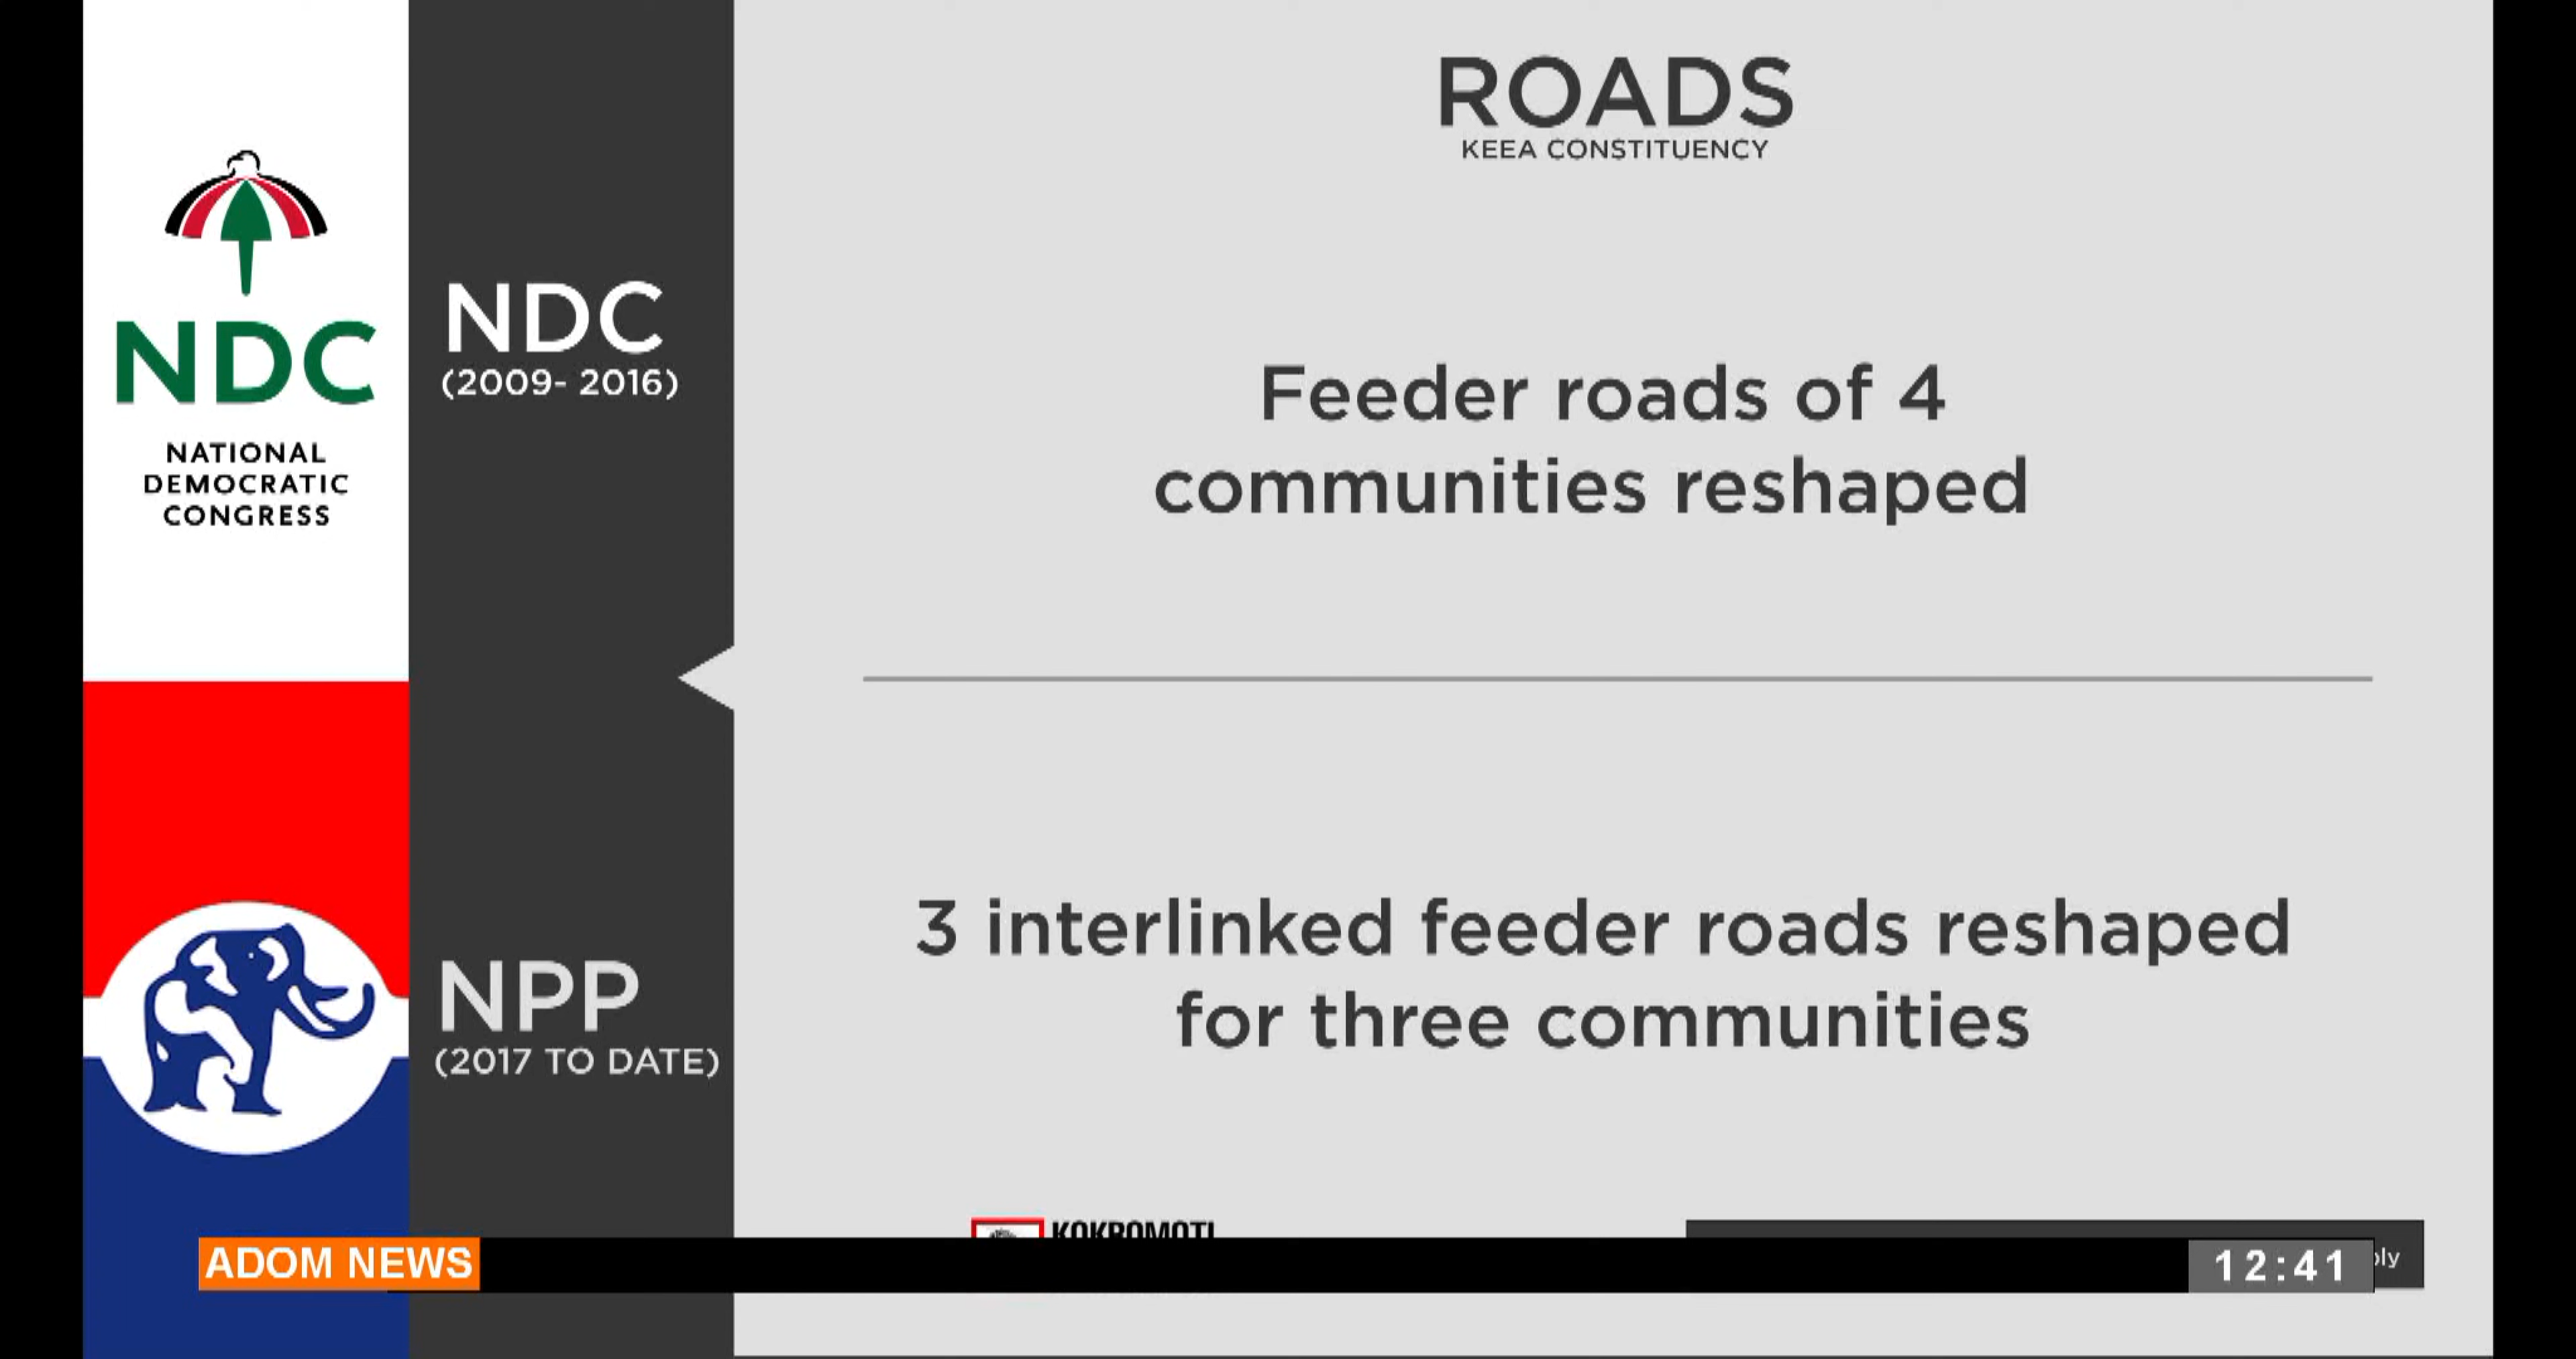 ROADS
KEEA CONSTITUENCY
NDC
NATIONAL
DEMOCRATIC
CONGRESS
NDC
(2009- 2016)
Feeder roads of 4
communities reshaped
NPP
(2017 TO DATE)
3 interlinked feeder roads reshaped
for three communities
KOKROMOTI
ADOM NEWS
12:41